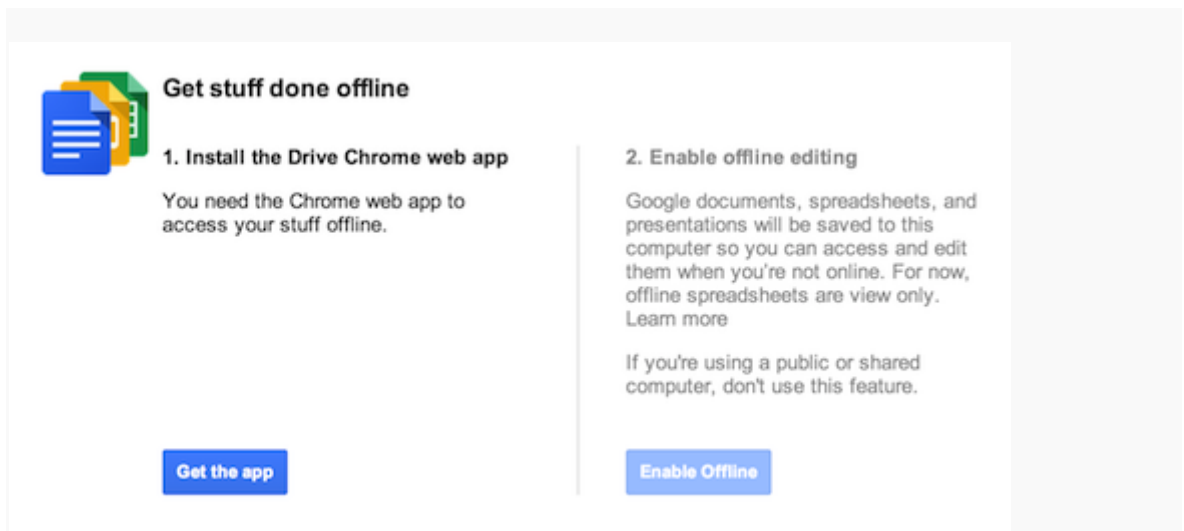 Get stuff done offline
1. Install the Drive Chrome web app
You need the Chrome web app to
access your stuff offline.
Get the app
2. Enable offline editing
Google documents, spreadsheets, and
presentations will be saved to this
computer so you can access and edit
them when you're not online. For now,
offline spreadsheets are view only.
Learn more
If you're using a public or shared
computer, don't use this feature.
Enable Offline